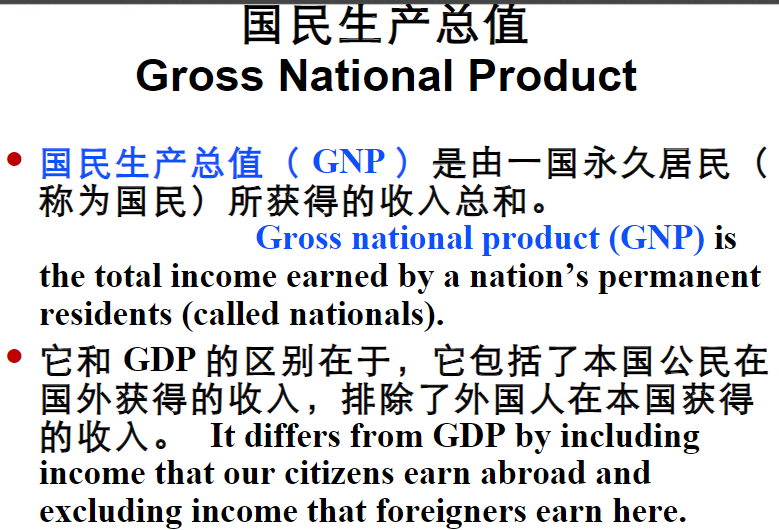 国民生产总值
Gross National Product
• 国民生产总值（ GNP ）是由一国永久居民（
称为国民）所获得的收入总和。
Gross national product (GNP) is
the total income earned by a nation’s permanent
residents (called nationals).
• 它和 GDP 的区别在于，它包括了本国公民在
国外获得的收入，排除了外国人在本国获得
的收入。 It differs from GDP by including
income that our citizens earn abroad and
excluding income that foreigners earn here.